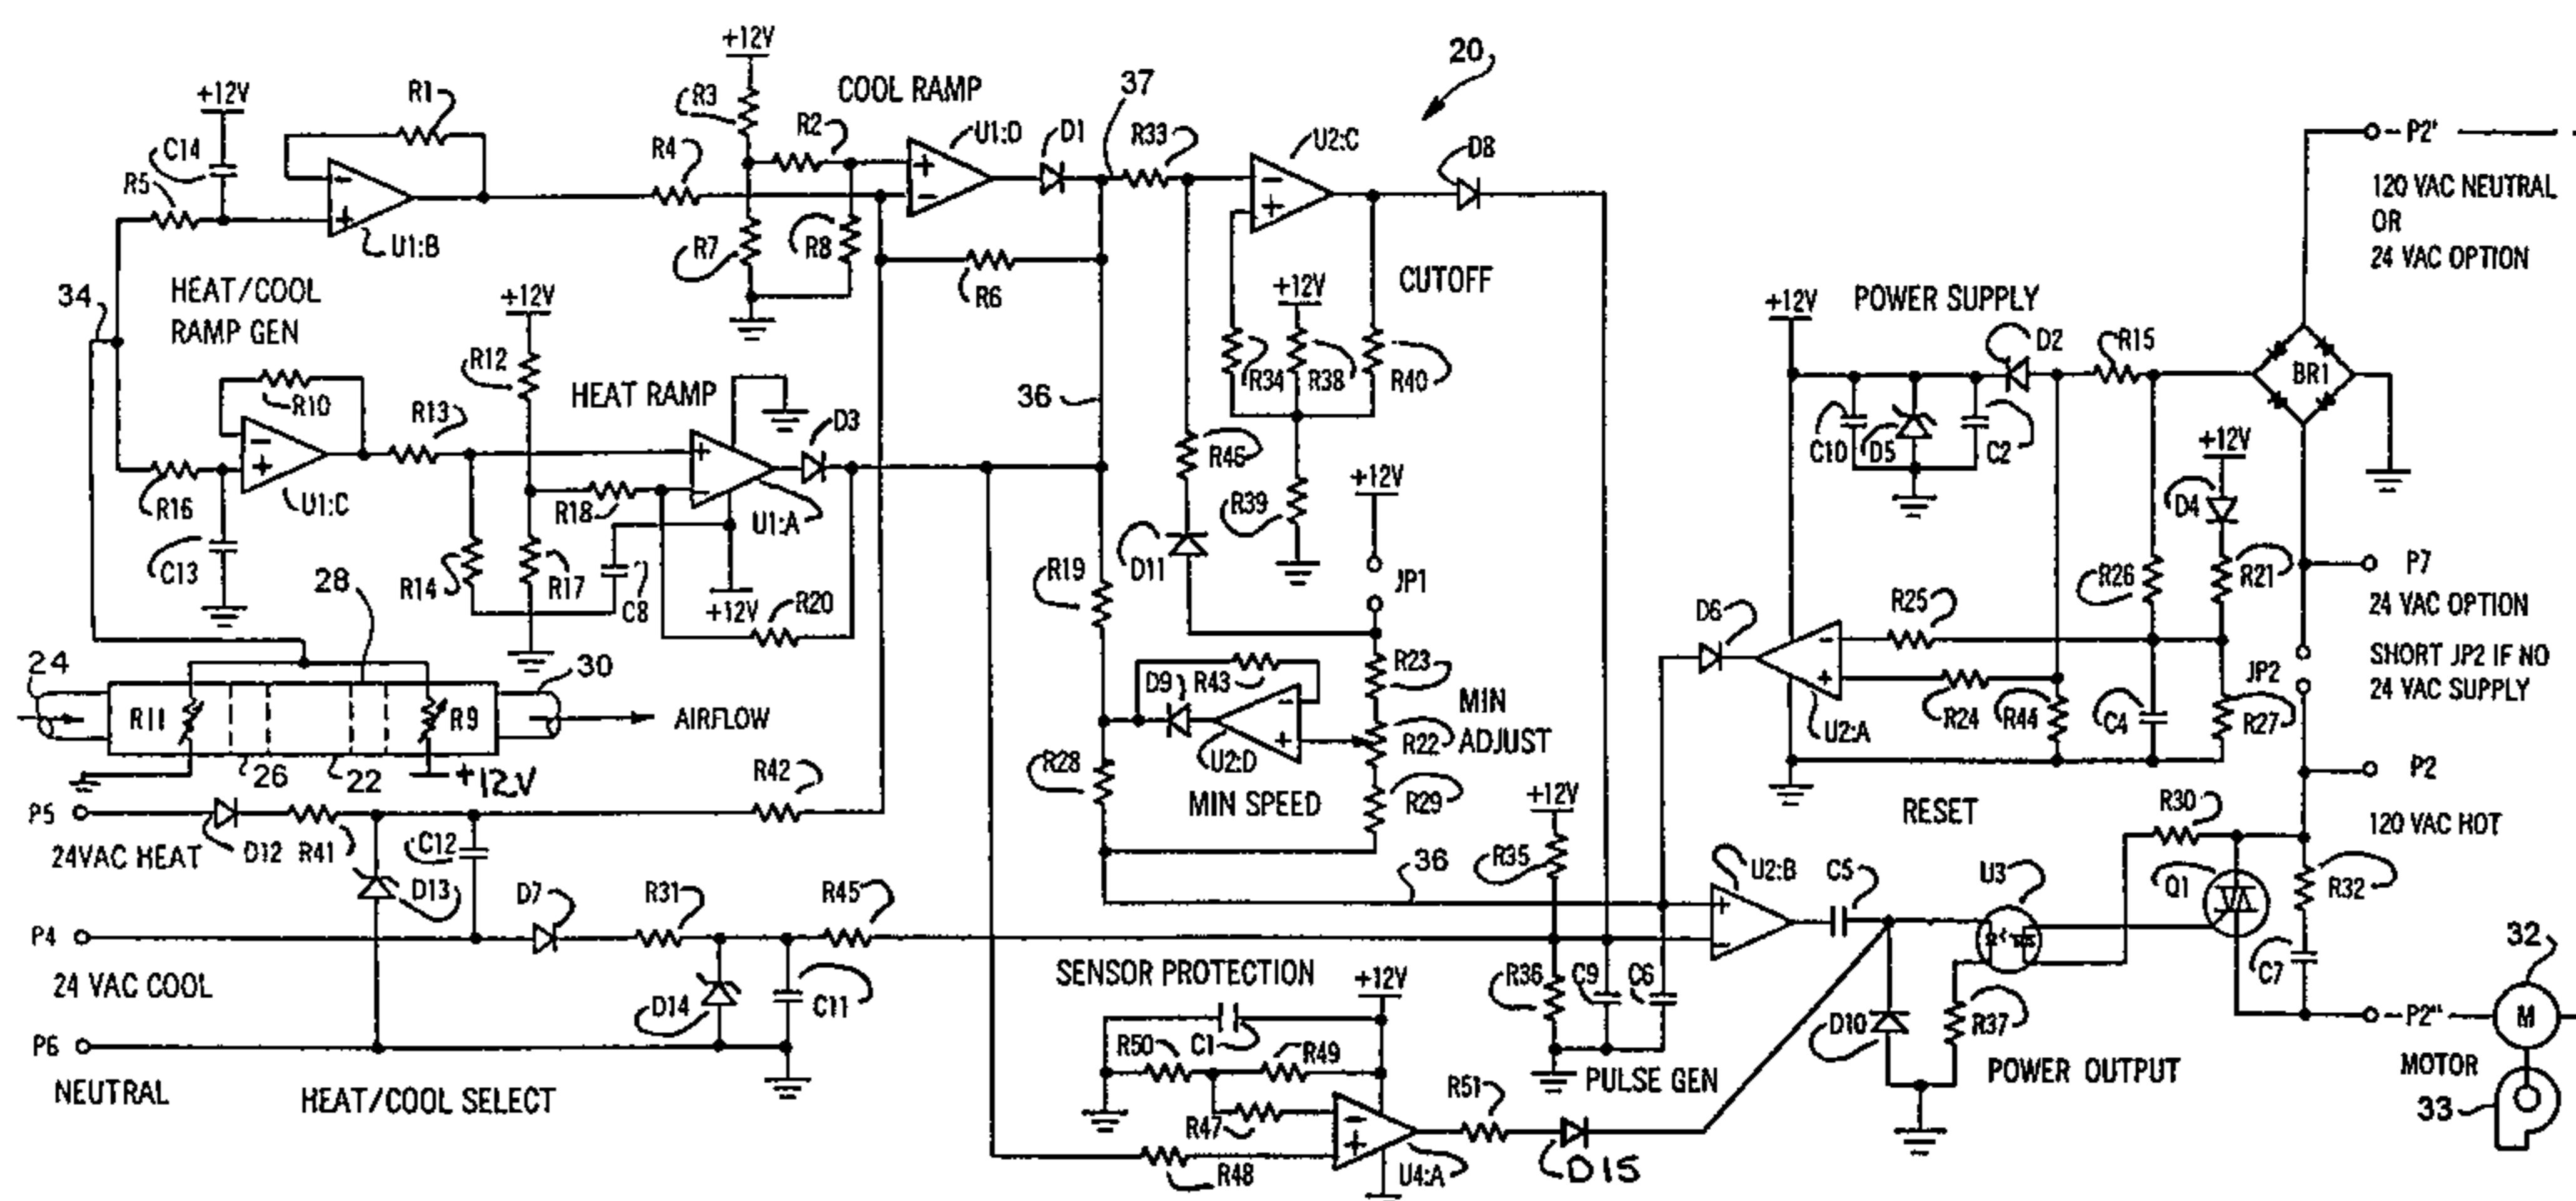 20
+12V
COOL RAMP
37
R3
R1
+12V
C14
R5
U1:B
R4
R2
U1:D
D1
R33
U2:C
D8
P2'
120 VAC NEUTRAL
OR
24 VAC OPTION
R7
R8
R6
34
HEAT/COOL
RAMP GEN
+12V
+12V
CUTOFF
+12V
POWER SUPPLY
R12
HEAT RAMP
R10
R13
D3
36
R34
R38
R40
D2
R15
BR1
C10
D5
C2
+12V
R16
U1:C
R18
U1:A
R46
R39
+12V
D4
C13
R14
R17
C8
+12V
R20
R19
D11
JP1
R26
R21
P7
24 VAC OPTION
SHORT JP2 IF NO
24 VAC SUPPLY
JP2
28
24
30
R11
R9
AIRFLOW
26
22
+12V
D9
R43
R23
MIN
ADJUST
R22
U2:D
R28
MIN SPEED
R29
D6
R25
R24
R44
C4
R27
U2:A
RESET
R30
P2
120 VAC HOT
P5
24VAC HEAT
D12
R41
C12
R42
D13
D7
R31
R45
36
+12V
R35
U2:B
C5
U3
Q1
R32
C7
P4
24 VAC COOL
D14
C11
SENSOR PROTECTION
+12V
R36
C9
C6
D10
R37
P2"
32
M
MOTOR
33
P6
NEUTRAL
HEAT/COOL SELECT
R50
C1
R49
R47
R48
U4:A
R51
D15
PULSE GEN
POWER OUTPUT